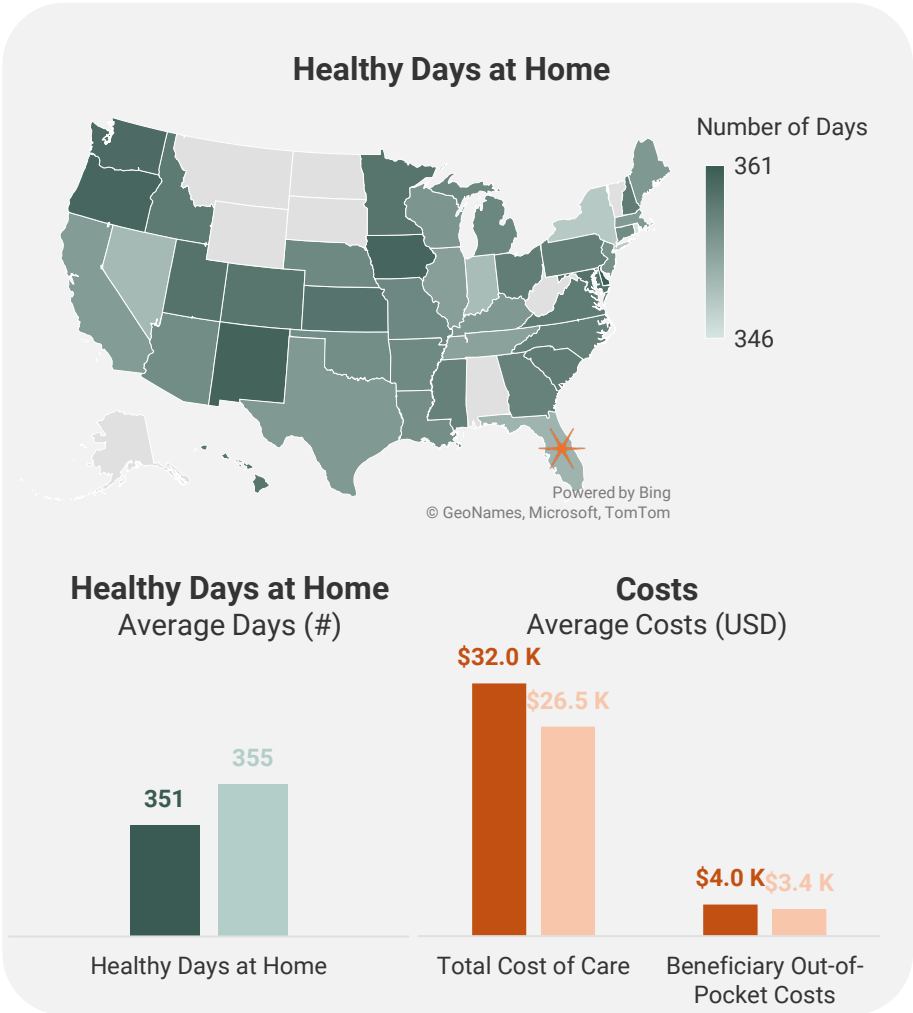 Healthy Days at Home
Number of Days
361
346
Powered by Bing
© GeoNames, Microsoft, TomTom
Healthy Days at Home
Average Days (#)
351
355
Healthy Days at Home
Costs
Average Costs (USD)
$32.0 K
$26.5 K
$4.0 K
$3.4 K
Total Cost of Care
Beneficiary Out-of-
Pocket Costs